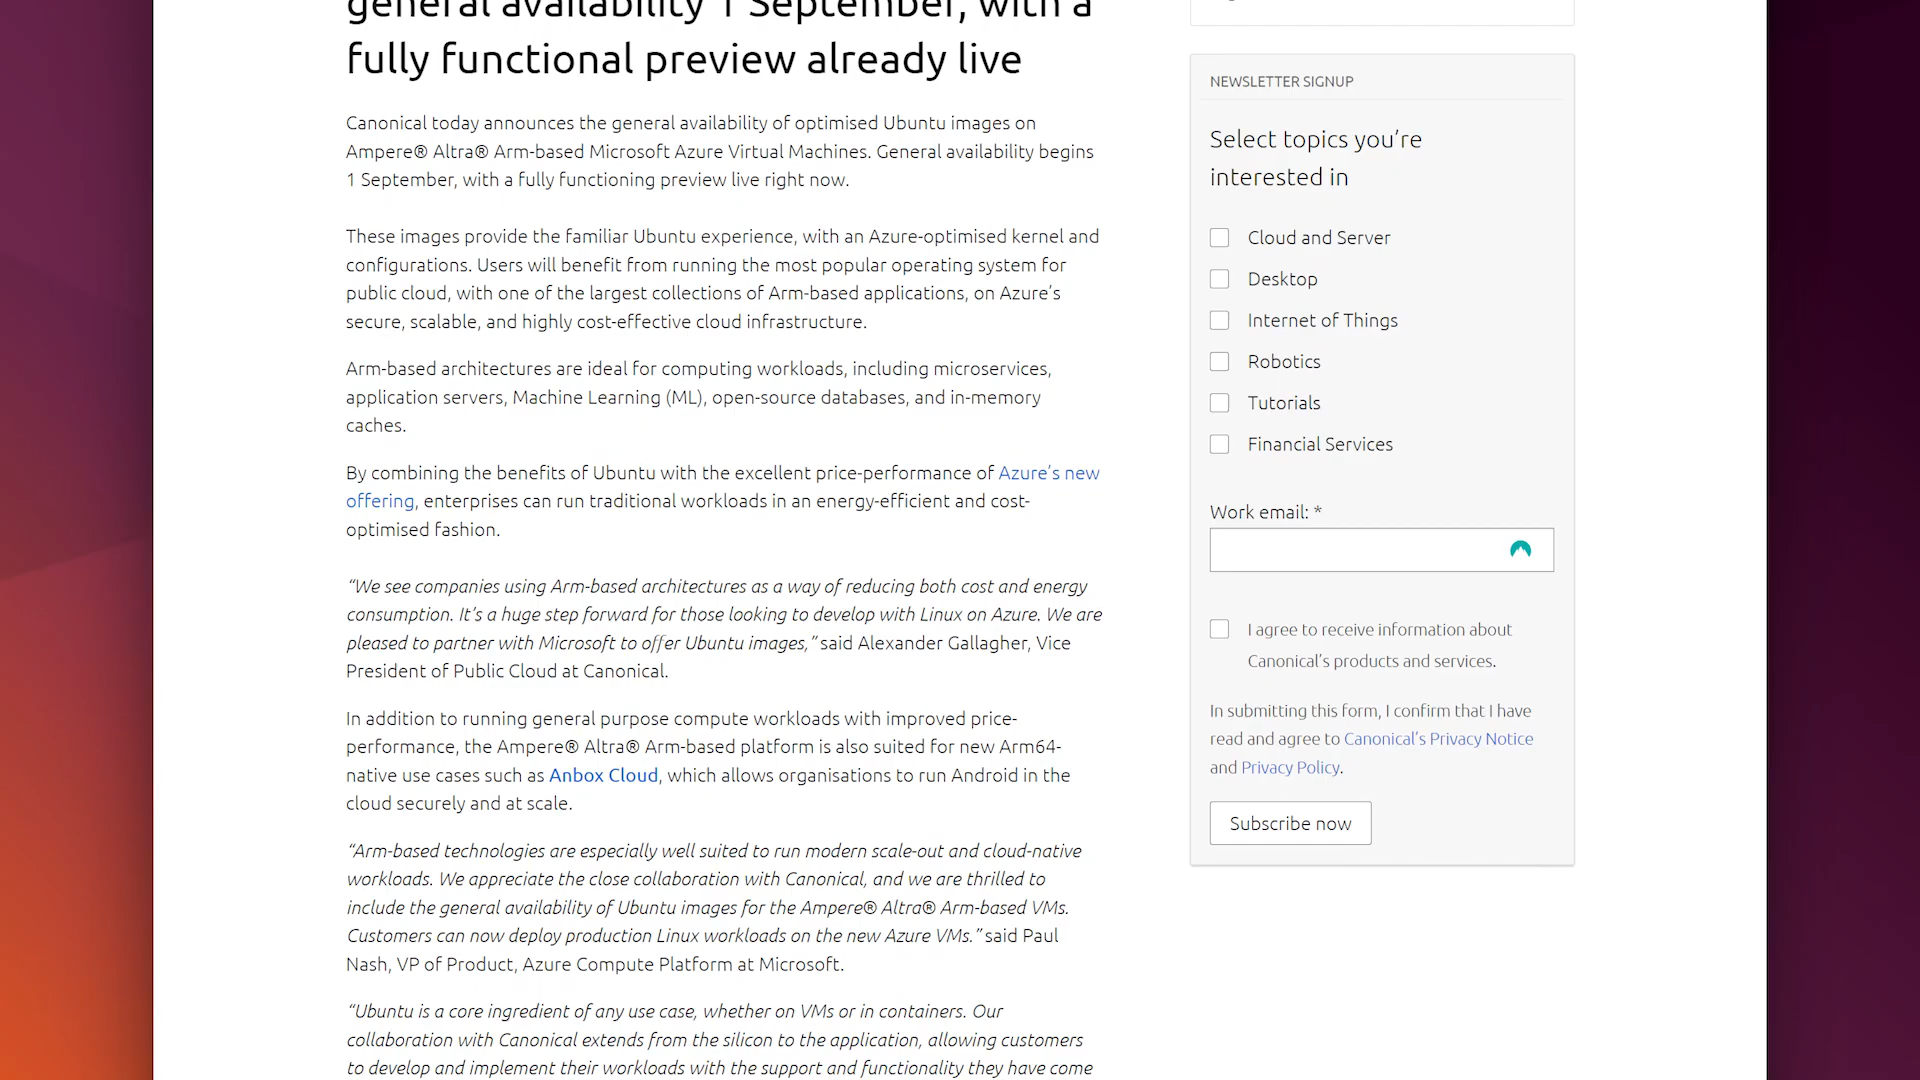 general availability 1 September, with a
fully functional preview already live
Canonical today announces the general availability of optimised Ubuntu images on
Ampere® Altra® Arm-based Microsoft Azure Virtual Machines. General availability begins
1 September, with a fully functioning preview live right now.
These images provide the familiar Ubuntu experience, with an Azure-optimised kernel and
configurations. Users will benefit from running the most popular operating system for
public cloud, with one of the largest collections of Arm-based applications, on Azure’s
secure, scalable, and highly cost-effective cloud infrastructure.
Arm-based architectures are ideal for computing workloads, including microservices,
application servers, Machine Learning (ML), open-source databases, and in-memory
caches.
By combining the benefits of Ubuntu with the excellent price-performance of Azure’s new
offering, enterprises can run traditional workloads in an energy-efficient and cost-
optimised fashion.
“We see companies using Arm-based architectures as a way of reducing both cost and energy
consumption. It’s a huge step forward for those looking to develop with Linux on Azure. We are
pleased to partner with Microsoft to offer Ubuntu images,” said Alexander Gallagher, Vice
President of Public Cloud at Canonical.
In addition to running general purpose compute workloads with improved price-
performance, the Ampere® Altra® Arm-based platform is also suited for new Arm64-
native use cases such as Anbox Cloud, which allows organisations to run Android in the
cloud securely and at scale.
“Arm-based technologies are especially well suited to run modern scale-out and cloud-native
workloads. We appreciate the close collaboration with Canonical, and we are thrilled to
include the general availability of Ubuntu images for the Ampere® Altra® Arm-based VMs.
Customers can now deploy production Linux workloads on the new Azure VMs.” said Paul
Nash, VP of Product, Azure Compute Platform at Microsoft.
“Ubuntu is a core ingredient of any use case, whether on VMs or in containers. Our
collaboration with Canonical extends from the silicon to the application, allowing customers
to develop and implement their workloads with the support and functionality they have come
NEWSLETTER SIGNUP
Select topics you’re
interested in
Cloud and Server
Desktop
Internet of Things
Robotics
Tutorials
Financial Services
Work email: *
I agree to receive information about
Canonical’s products and services.
In submitting this form, I confirm that I have
read and agree to Canonical’s Privacy Notice
and Privacy Policy.
Subscribe now